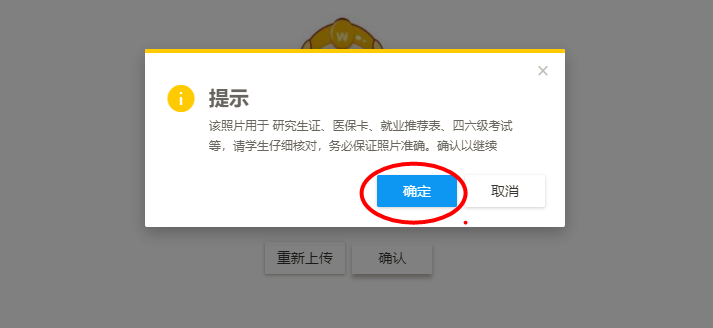 W
提示
该照片用于 研究生证、医保卡、就业推荐表、四六级考试
等，请学生仔细核对，务必保证照片准确。确认以继续
确定 取消
重新上传 确认